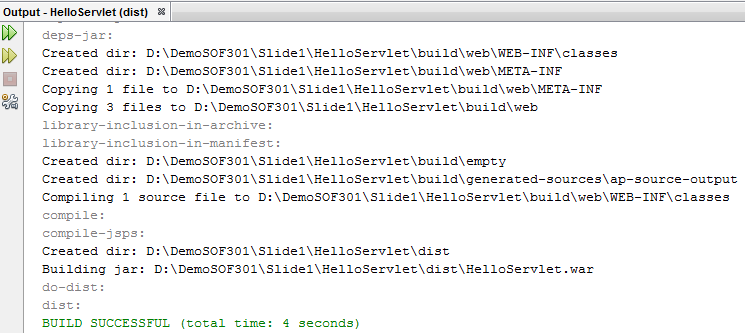 Output - HelloServlet (dist)
deps-jar:
Created dir: D:\DemoSOF301\Slide1\HelloServlet\build\web\WEB-INF\classes
Created dir: D:\DemoSOF301\Slide1\HelloServlet\build\web\META-INF
Copying 1 file to D:\DemoSOF301\Slide1\HelloServlet\build\web\META-INF
Copying 3 files to D:\DemoSOF301\Slide1\HelloServlet\build\web
library-inclusion-in-archive:
library-inclusion-in-manifest:
Created dir: D:\DemoSOF301\Slide1\HelloServlet\build\empty
Created dir: D:\DemoSOF301\Slide1\HelloServlet\build\generated-sources\ap-source-output
Compiling 1 source file to D:\DemoSOF301\Slide1\HelloServlet\build\web\WEB-INF\classes
compile:
compile-jsps:
Created dir: D:\DemoSOF301\Slide1\HelloServlet\dist
Building jar: D:\DemoSOF301\Slide1\HelloServlet\dist\HelloServlet.war
do-dist:
dist:
BUILD SUCCESSFUL (total time: 4 seconds)